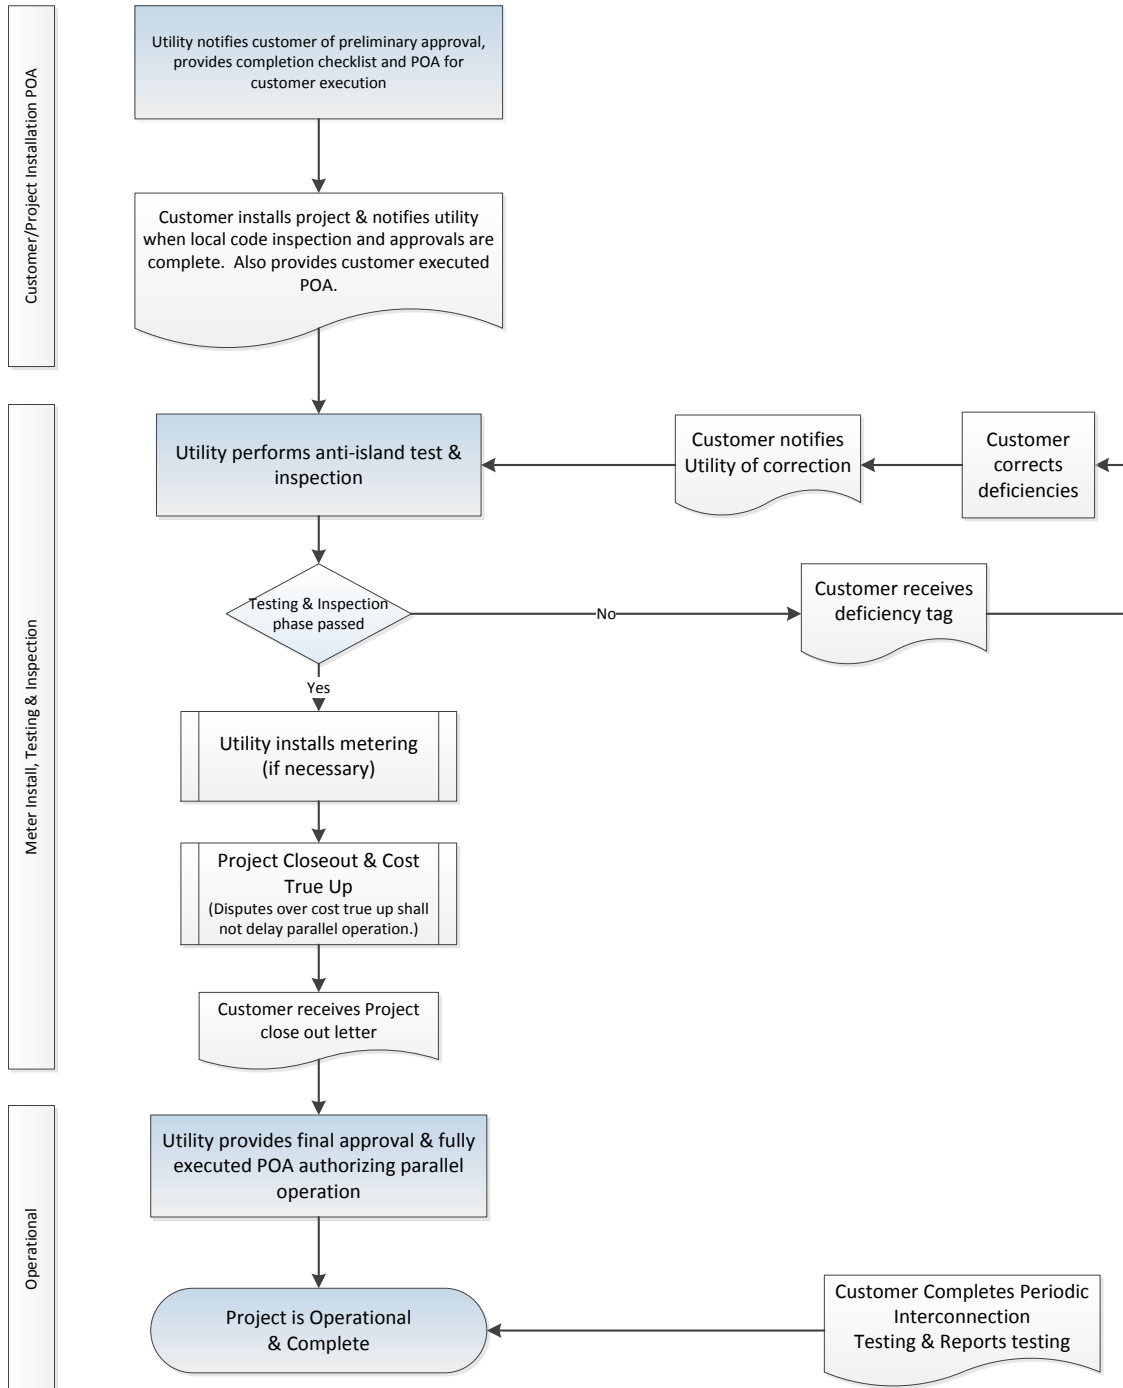 Customer/Project Installation POA
Utility notifies customer of preliminary approval,
provides completion checklist and POA for
customer execution
Customer installs project & notifies utility
when local code inspection and approvals are
complete.  Also provides customer executed
POA.
Meter Install, Testing & Inspection
Utility performs anti-island test &
inspection
Customer notifies
Utility of correction
Customer
corrects
deficiencies
Testing & Inspection
phase passed
No
Customer receives
deficiency tag
Yes
Utility installs metering
(if necessary)
Project Closeout & Cost
True Up
(Disputes over cost true up shall
not delay parallel operation.)
Customer receives Project
close out letter
Operational
Utility provides final approval & fully
executed POA authorizing parallel
operation
Project is Operational
& Complete
Customer Completes Periodic
Interconnection
Testing & Reports testing